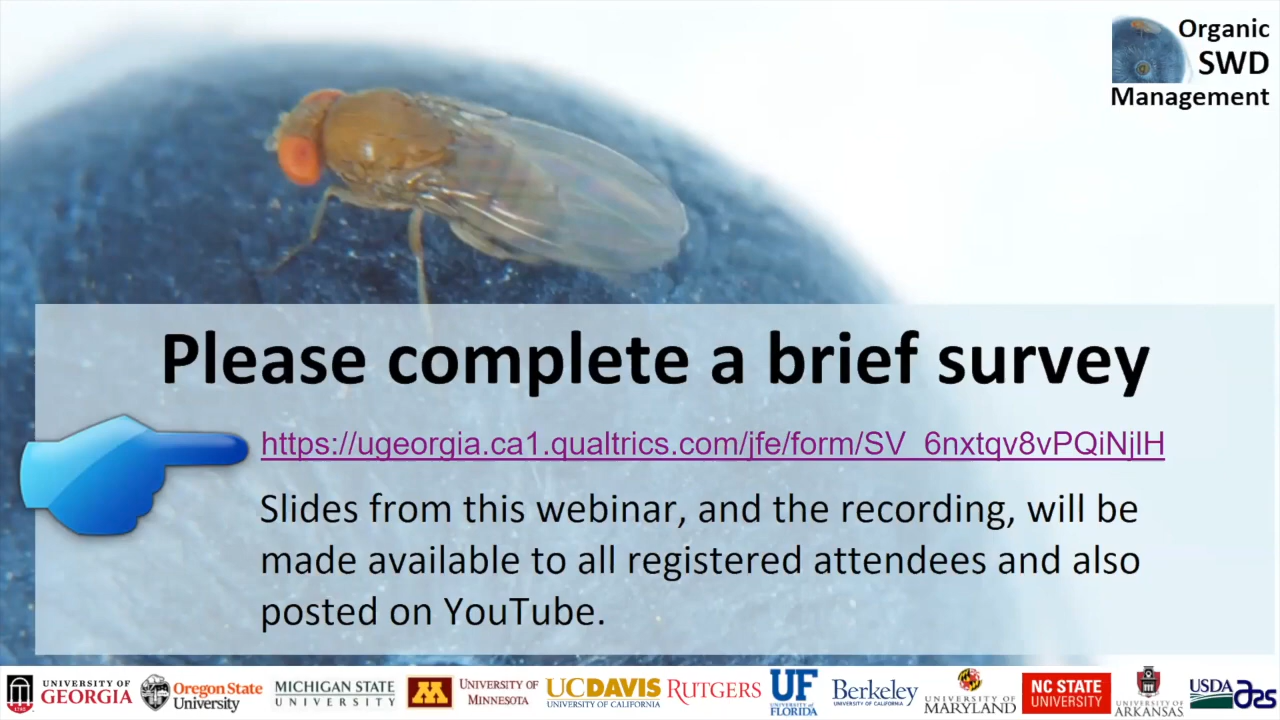 Organic
SWD
Management
Please complete a brief survey
https://ugeorgia.ca1.qualtrics.com/jfe/form/SV_6nxtqv8vPQiNjlH
Slides from this webinar, and the recording, will be
made available to all registered attendees and also
posted on YouTube.
UNIVERSITY OF
GEORGIA
1785
Oregon State
University
MICHIGAN STATE
UNIVERSITY
M
UNIVERSITY OF
MINNESOTA
UCDAVIS
UNIVERSITY OF CALIFORNIA
RUTGERS
UF
UNIVERSITY of
FLORIDA
Berkeley
UNIVERSITY OF CALIFORNIA
UNIVERSITY OF
MARYLAND
NC STATE
UNIVERSITY
UNIVERSITY OF
ARKANSAS
USDA
ars